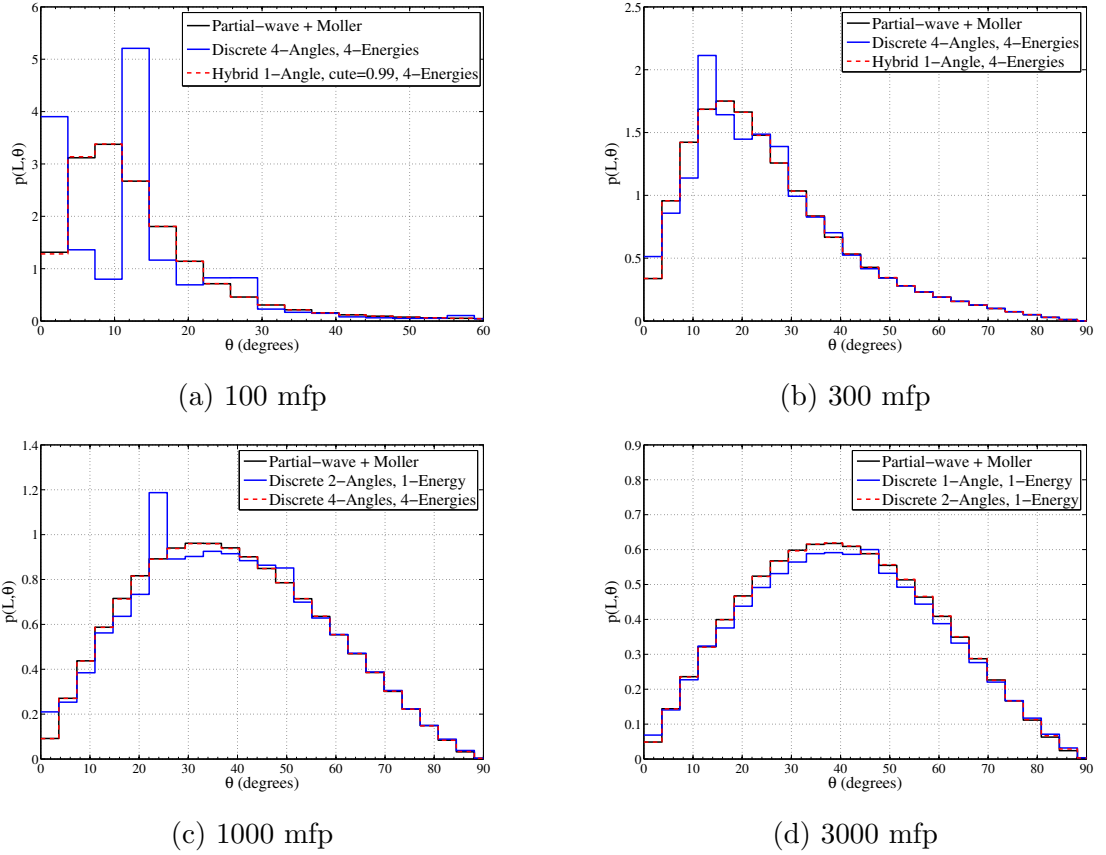 Partial−wave + Moller
Discrete 4−Angles, 4−Energies
Hybrid 1−Angle, cute=0.99, 4−Energies
p(L,θ)
6
5
4
3
2
1
0
0 10 20 30 40 50 60
θ (degrees)
(a) 100 mfp
Partial−wave + Moller
Discrete 4−Angles, 4−Energies
Hybrid 1−Angle, 4−Energies
p(L,θ)
2.5
2
1.5
1
0.5
0
0 10 20 30 40 50 60 70 80 90
θ (degrees)
(b) 300 mfp
Partial−wave + Moller
Discrete 2−Angles, 1−Energy
Discrete 4−Angles, 4−Energies
p(L,θ)
1.4
1.2
1
0.8
0.6
0.4
0.2
0
0 10 20 30 40 50 60 70 80 90
θ (degrees)
(c) 1000 mfp
Partial−wave + Moller
Discrete 1−Angle, 1−Energy
Discrete 2−Angles, 1−Energy
p(L,θ)
0.9
0.8
0.7
0.6
0.5
0.4
0.3
0.2
0.1
0
0 10 20 30 40 50 60 70 80 90
θ (degrees)
(d) 3000 mfp